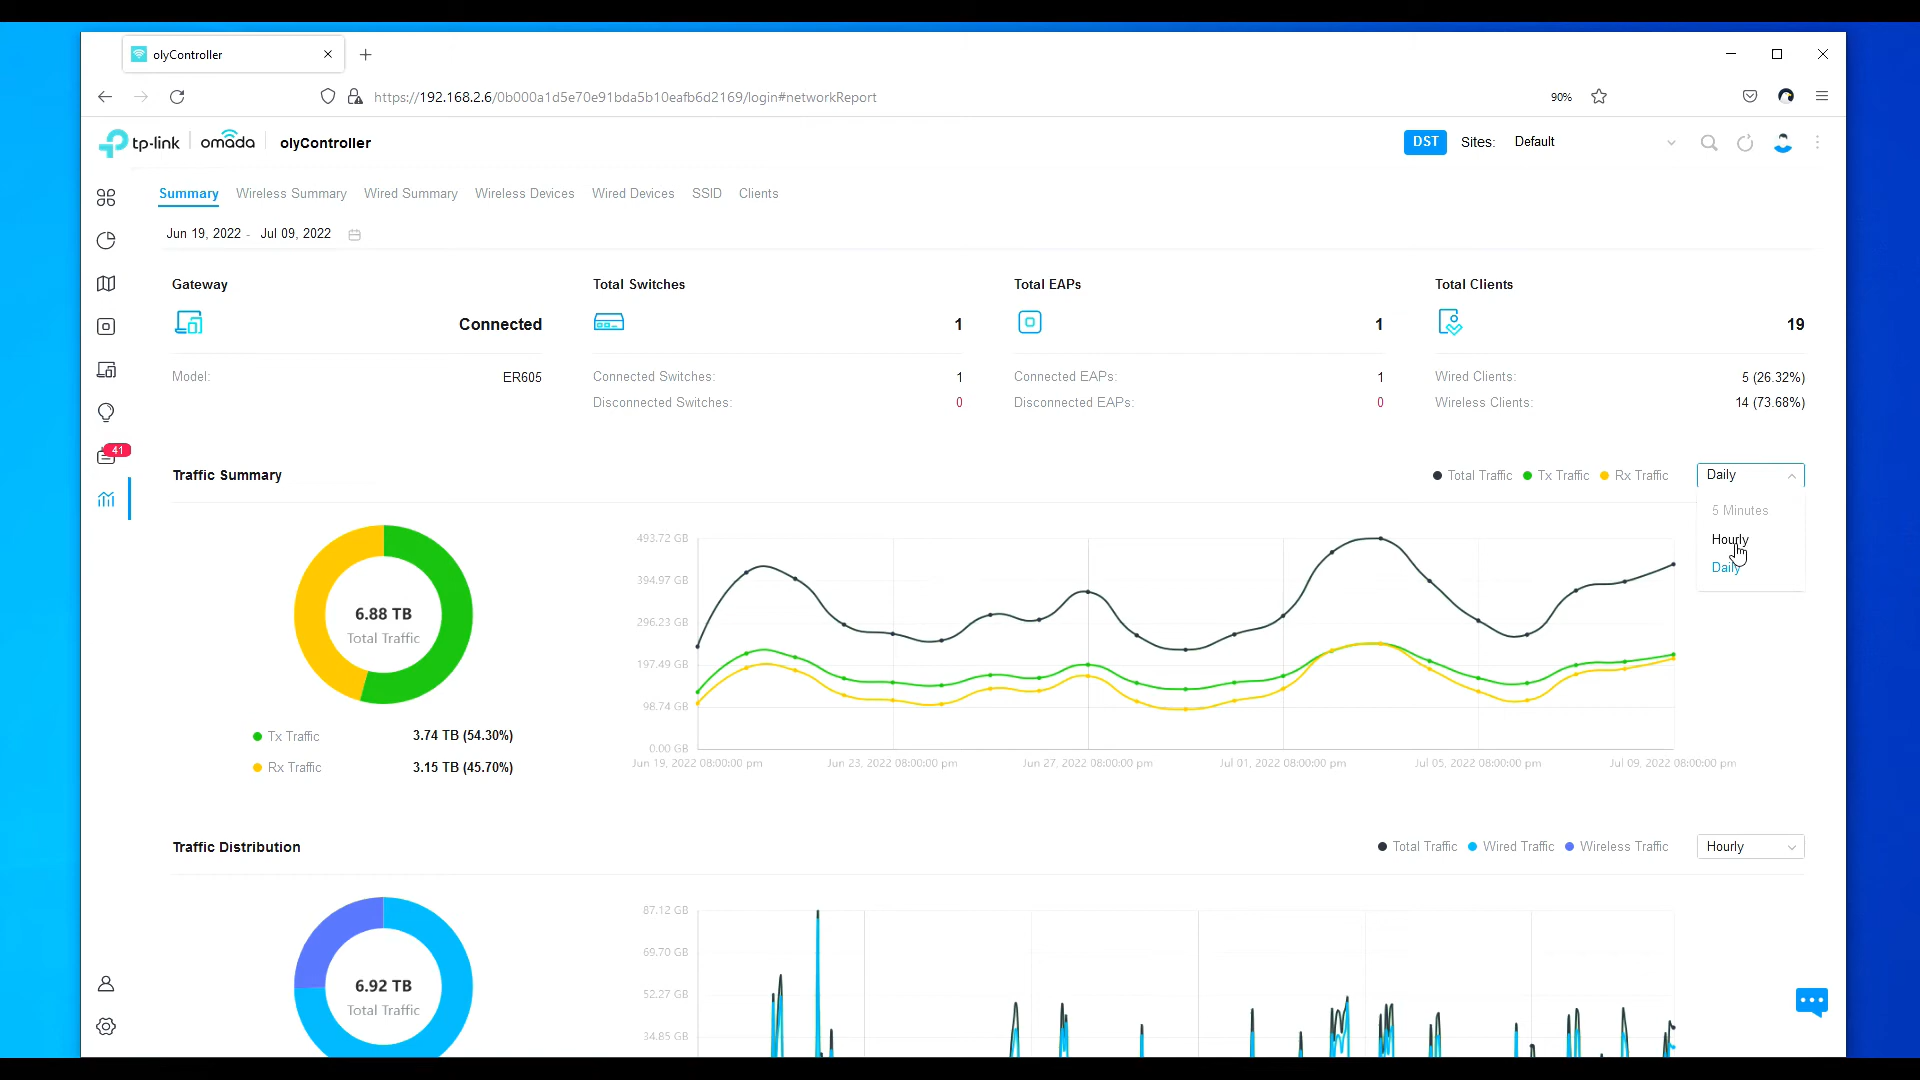 olyController
https://192.168.2.6/0b000a1d5e70e91bda5b10eafb6d2169/login#networkReport
90%
tp-link omada olyController
DST Sites: Default
Summary Wireless Summary Wired Summary Wireless Devices Wired Devices SSID Clients
Jun 19, 2022 - Jul 09, 2022
Gateway Total Switches Total EAPs Total Clients
Connected 1 1 19
Model: ER605 Connected Switches: 1 Connected EAPs: 1 Wired Clients: 5 (26.32%)
Disconnected Switches: 0 Disconnected EAPs: 0 Wireless Clients: 14 (73.68%)
41
Traffic Summary Total Traffic Tx Traffic Rx Traffic Daily
5 Minutes
Hourly
Daily
493.72 GB
394.97 GB
296.23 GB
197.49 GB
98.74 GB
0.00 GB
6.88 TB
Total Traffic
Tx Traffic 3.74 TB (54.30%)
Rx Traffic 3.15 TB (45.70%)
Jun 19, 2022 08:00:00 pm Jun 23, 2022 08:00:00 pm Jun 27, 2022 08:00:00 pm Jul 01, 2022 08:00:00 pm Jul 05, 2022 08:00:00 pm Jul 09, 2022 08:00:00 pm
Traffic Distribution Total Traffic Wired Traffic Wireless Traffic Hourly
87.12 GB
69.70 GB
52.27 GB
34.85 GB
6.92 TB
Total Traffic